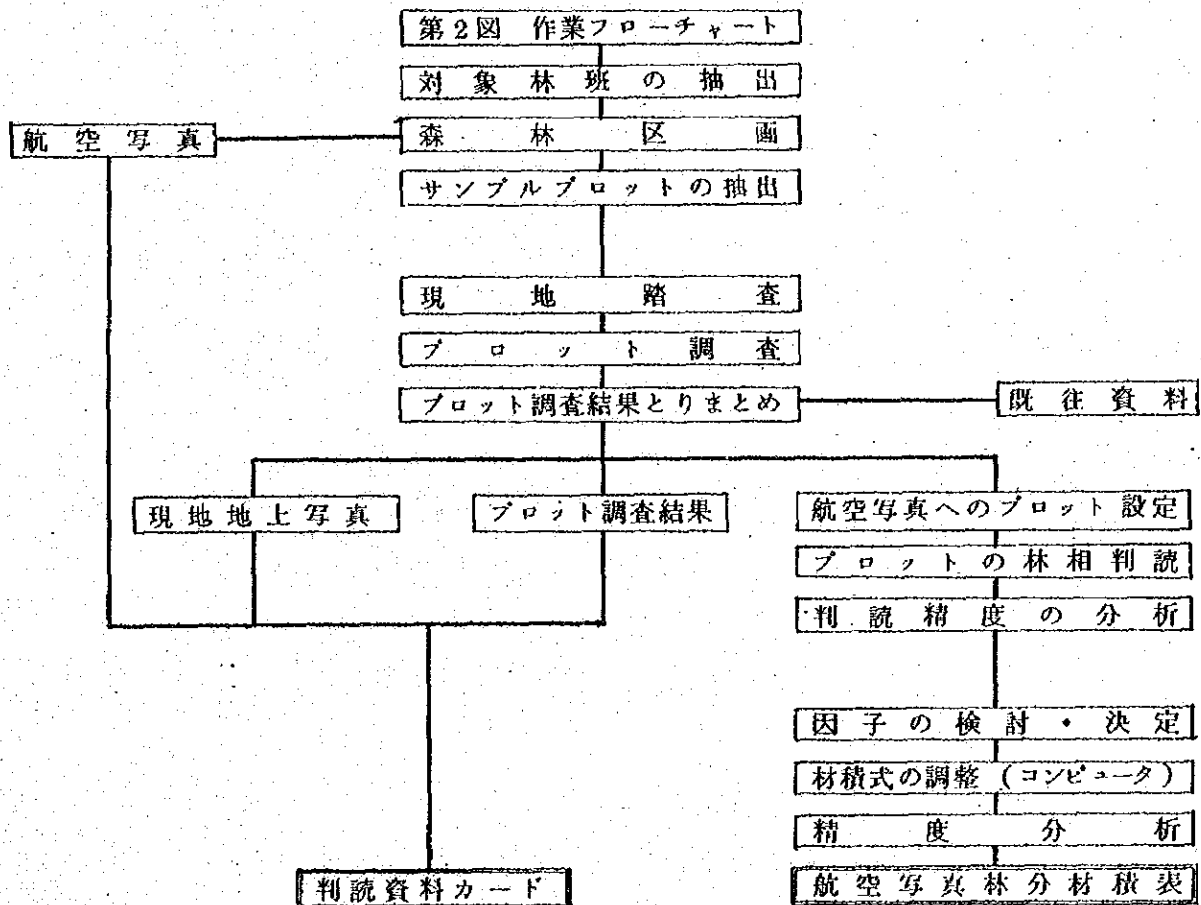 第2図 作業フローチャート
対象林班の抽出
航空写真
森林区画
サンプルプロットの抽出
現地踏査
プロット調査
プロット調査結果とりまとめ
既往資料
現地地上写真
プロット調査結果
航空写真へのプロット設定
プロットの林相判読
判読精度の分析
因子の検討・決定
材積式の調整(コンピュータ)
精度分析
判読資料カード
航空写真林分材積表